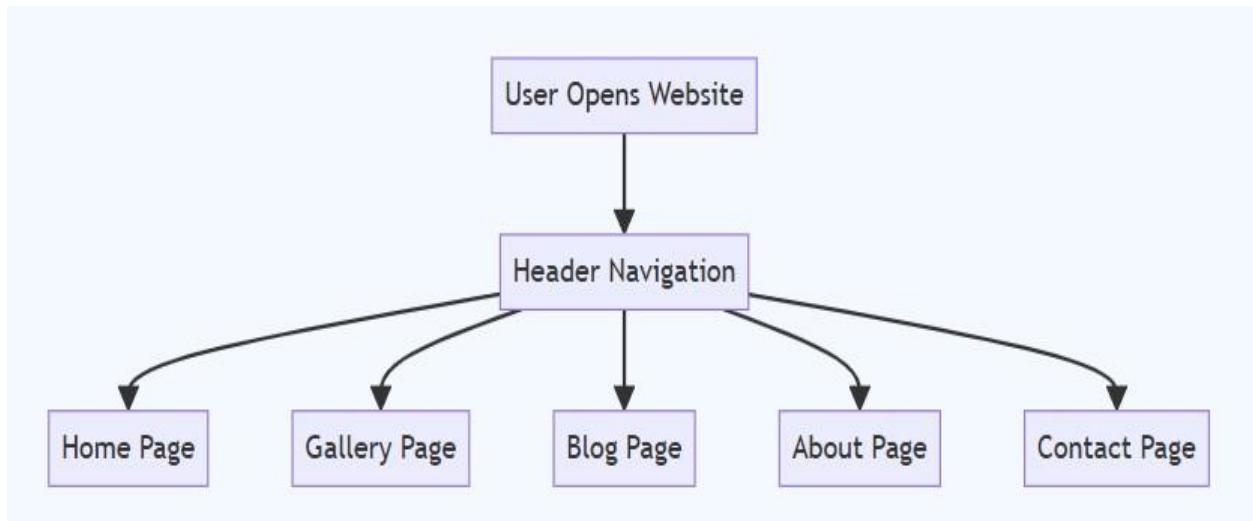 User Opens Website
Header Navigation
Home Page
Gallery Page
Blog Page
About Page
Contact Page